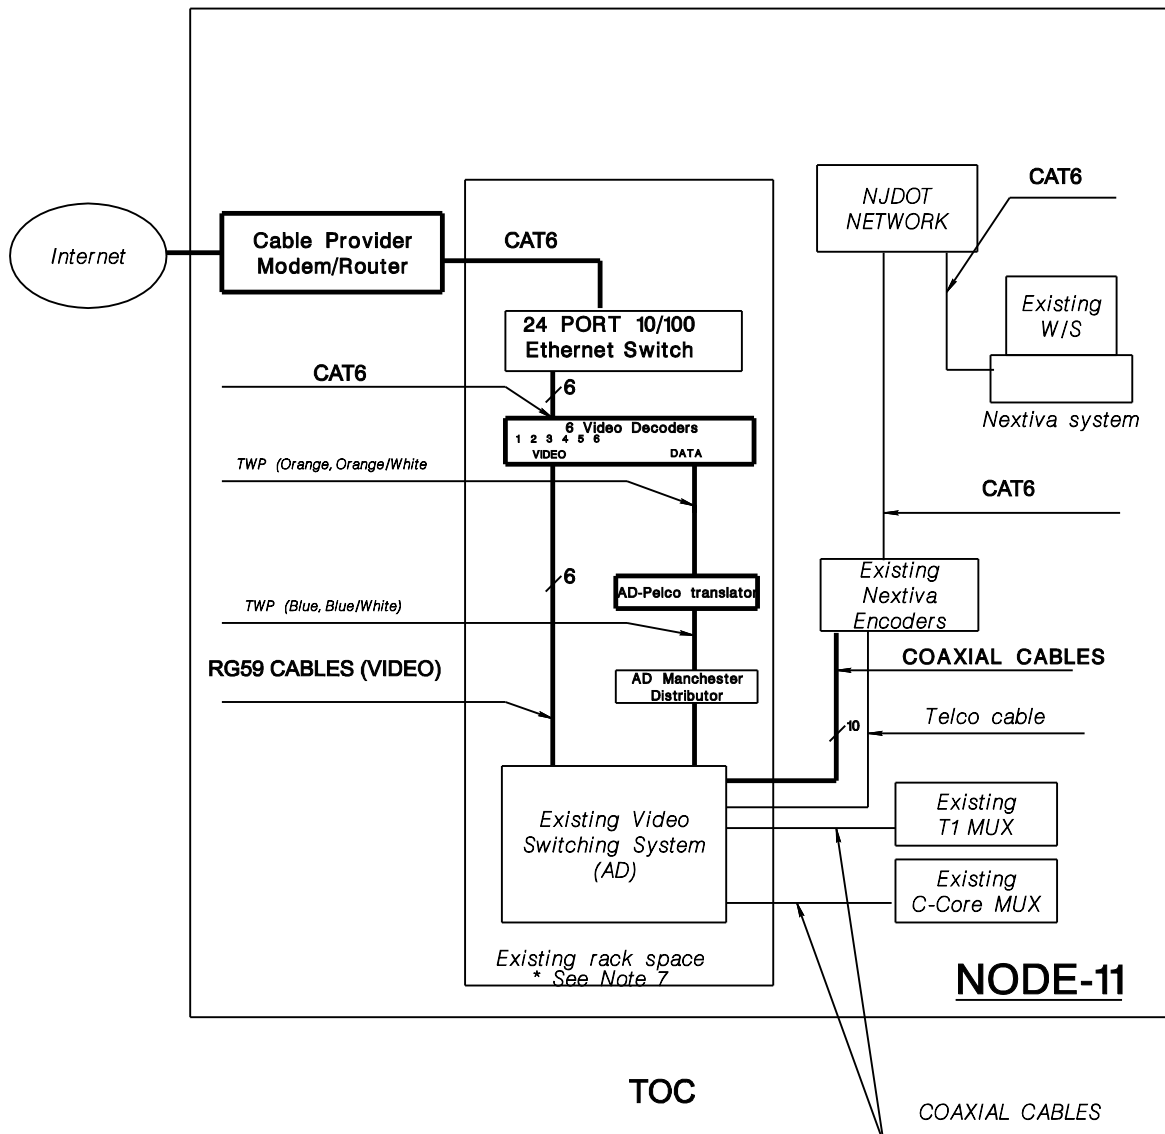 Internet
Cable Provider
Modem/Router
CAT6
24 PORT 10/100
Ethernet Switch
CAT6
6
6 Video Decoders
1 2 3 4 5 6
VIDEO
DATA
TWP (Orange, Orange/White
6
AD-Pelco translator
TWP (Blue, Blue/White)
RG59 CABLES (VIDEO)
AD Manchester
Distributor
Existing Video
Switching System
(AD)
Existing rack space
* See Note 7
NJDOT
NETWORK
CAT6
Existing
W/S
Nextiva system
CAT6
Existing
Nextiva
Encoders
COAXIAL CABLES
10
Telco cable
Existing
T1 MUX
Existing
C-Core MUX
NODE-11
TOC
COAXIAL CABLES